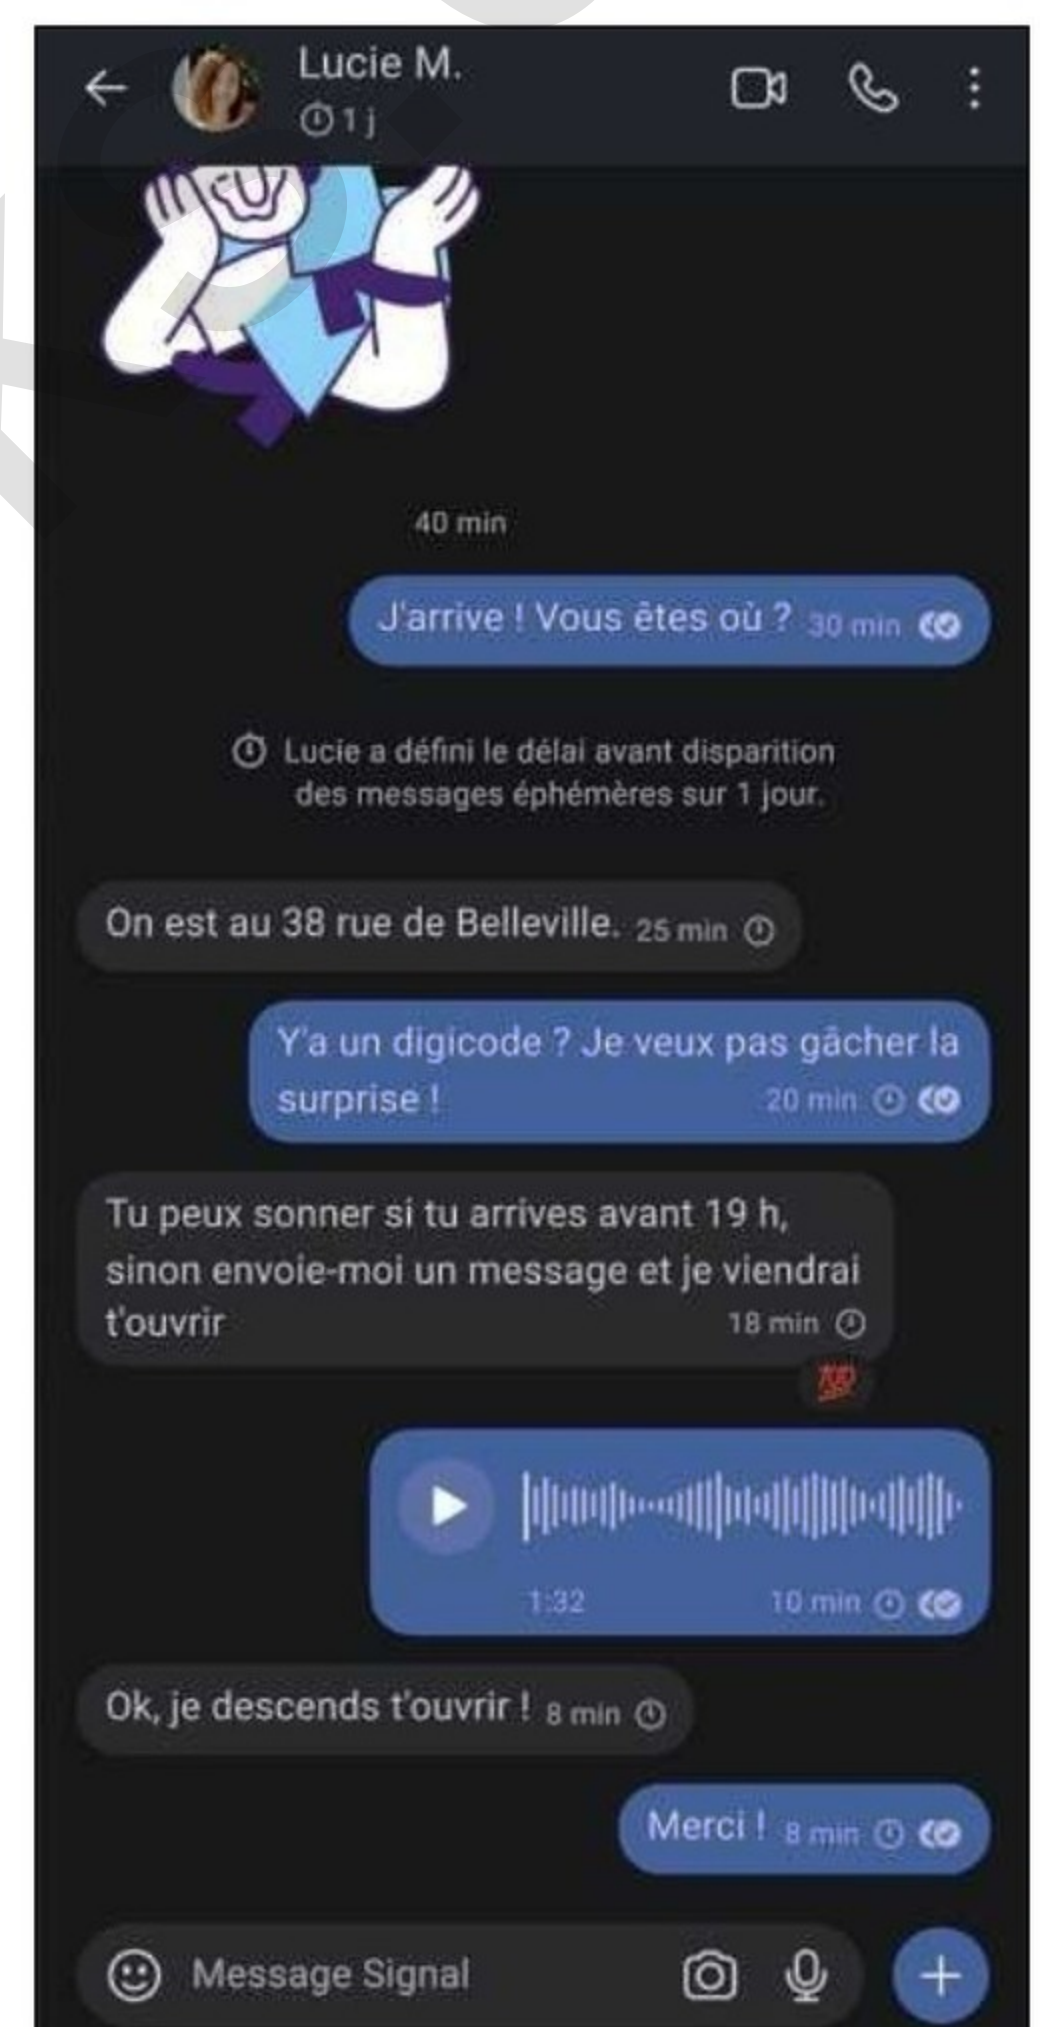 Lucie M.
1 j
40 min
J'arrive ! Vous êtes où ? 30 min
Lucie a défini le délai avant disparition
des messages éphémères sur 1 jour.
On est au 38 rue de Belleville. 25 min
Y'a un digicode ? Je veux pas gâcher la
surprise ! 20 min
Tu peux sonner si tu arrives avant 19 h,
sinon envoie-moi un message et je viendrai
t'ouvrir 18 min
💯
1:32 10 min
Ok, je descends t'ouvrir ! 8 min
Merci ! 8 min
Message Signal